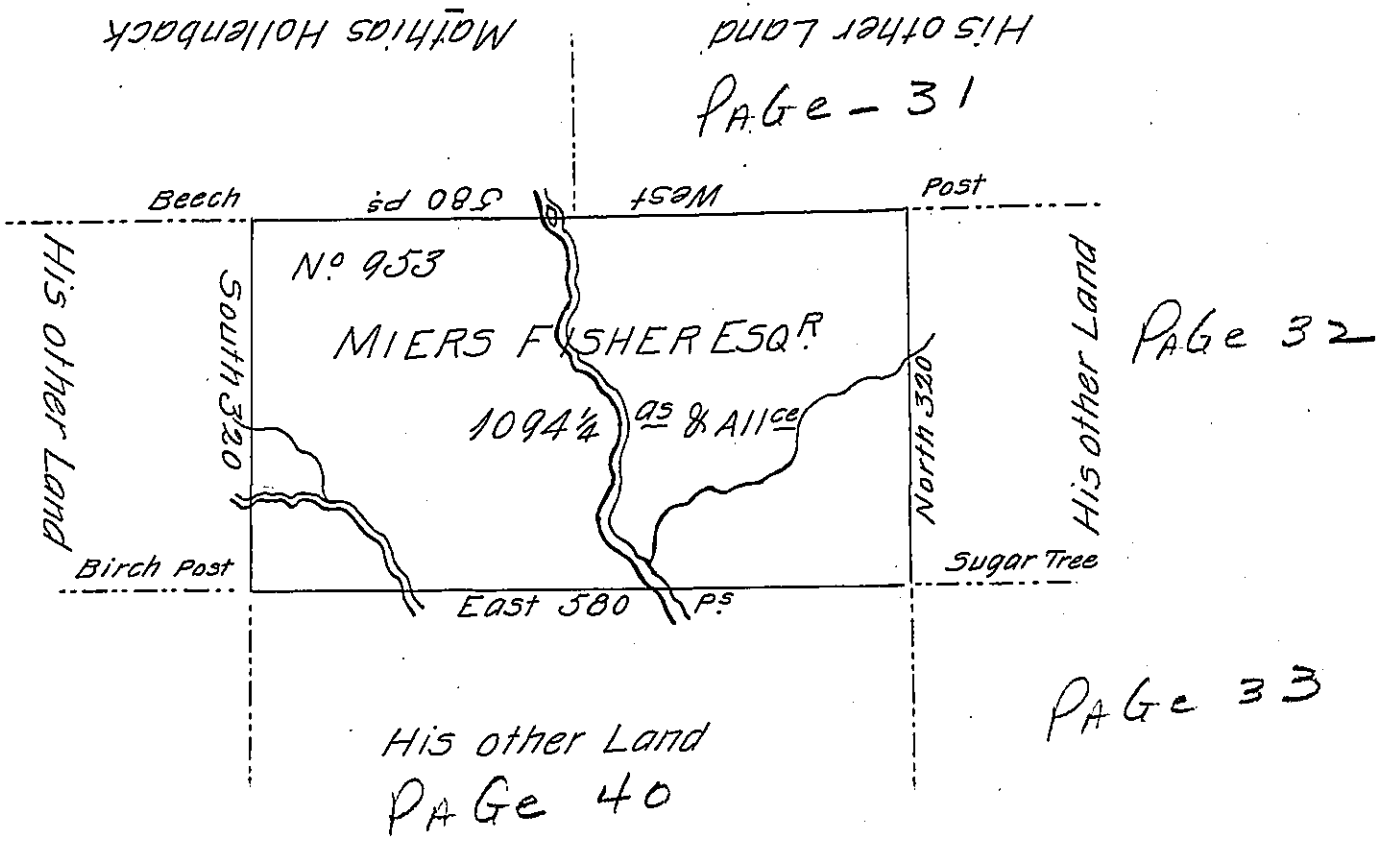 Mathias Hollenback
His other Land
PAGe - 31
Beech
580 ps
West
Post
His other Land
South 320
Nº 953
MIERS FISHER ESQR.
1094¼ as & Allce
North 320
His other Land
PAGe 32
Birch Post
East 580 Ps.
Sugar Tree
PAGe 33
His other Land
PAGe 40